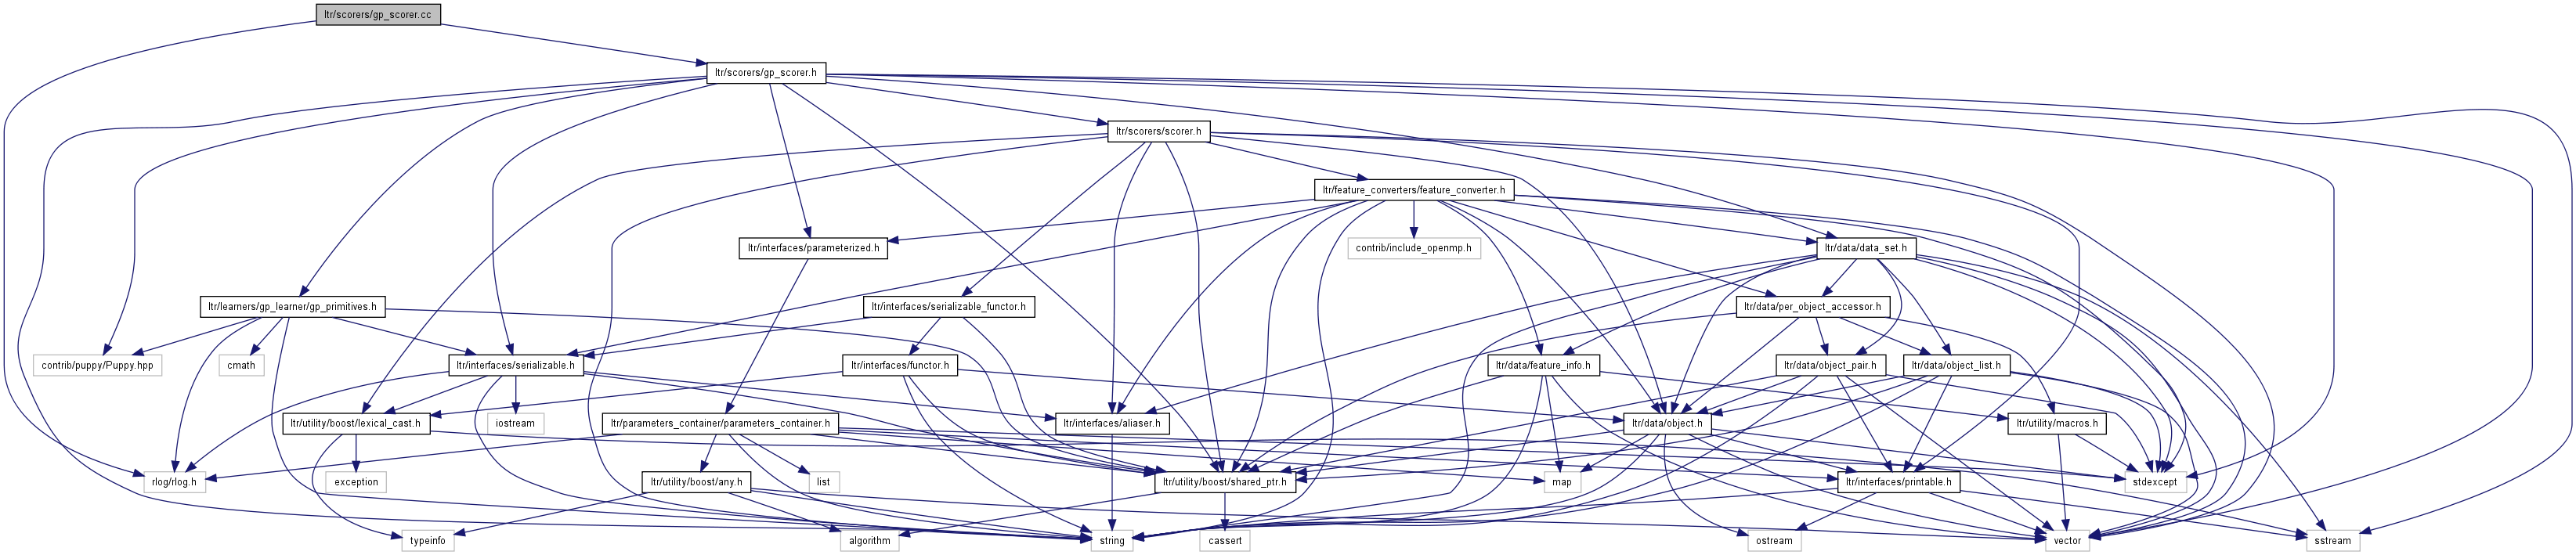 ltr/scorers/gp_scorer.cc
ltr/scorers/gp_scorer.h
ltr/scorers/scorer.h
ltr/feature_converters/feature_converter.h
ltr/interfaces/parameterized.h
contrib/include_openmp.h
ltr/data/data_set.h
ltr/learners/gp_learner/gp_primitives.h
ltr/interfaces/serializable_functor.h
ltr/data/per_object_accessor.h
contrib/puppy/Puppy.hpp
cmath
ltr/interfaces/serializable.h
ltr/interfaces/functor.h
ltr/data/feature_info.h
ltr/data/object_pair.h
ltr/data/object_list.h
ltr/utility/boost/lexical_cast.h
iostream
ltr/parameters_container/parameters_container.h
ltr/interfaces/aliaser.h
ltr/data/object.h
ltr/utility/macros.h
rlog/rlog.h
exception
ltr/utility/boost/any.h
list
ltr/utility/boost/shared_ptr.h
map
ltr/interfaces/printable.h
stdexcept
typeinfo
algorithm
string
cassert
ostream
vector
sstream